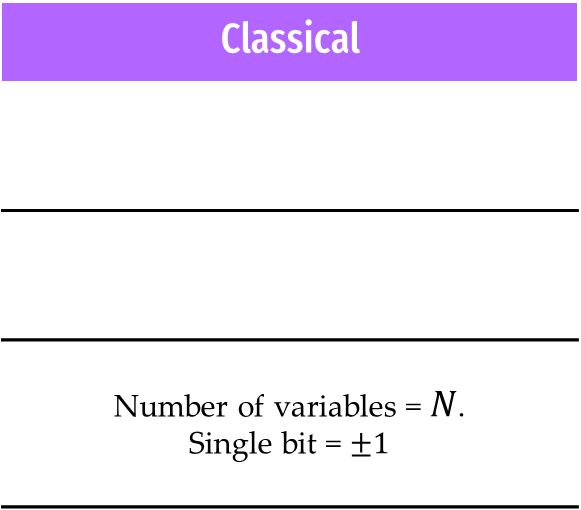 Classical
Number of variables = N.
Single bit = ±1